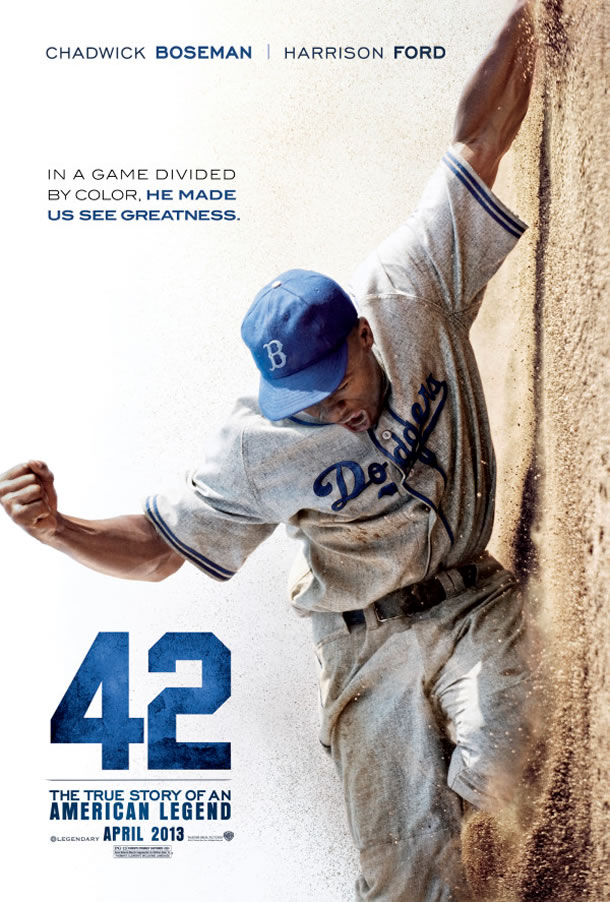 CHADWICK BOSEMAN | HARRISON FORD
IN A GAME DIVIDED
BY COLOR, HE MADE
US SEE GREATNESS.
B
Dodgers
42
THE TRUE STORY OF AN
AMERICAN LEGEND
LEGENDARY APRIL 2013